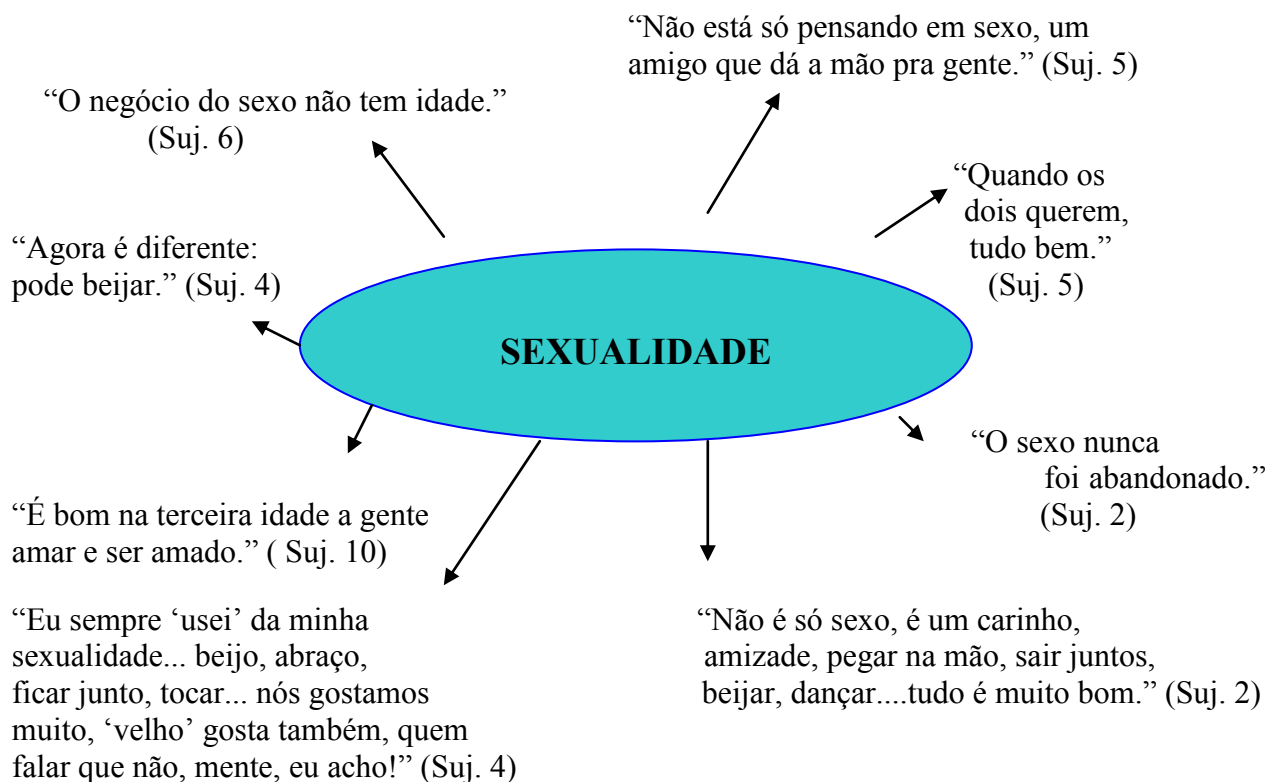 “Não está só pensando em sexo, um
amigo que dá a mão pra gente.” (Suj. 5)
“O negócio do sexo não tem idade.”
(Suj. 6)
“Quando os
dois querem,
tudo bem.”
(Suj. 5)
“Agora é diferente:
pode beijar.” (Suj. 4)
SEXUALIDADE
“O sexo nunca
foi abandonado.”
(Suj. 2)
“É bom na terceira idade a gente
amar e ser amado.” ( Suj. 10)
“Eu sempre ‘usei’ da minha
sexualidade... beijo, abraço,
ficar junto, tocar... nós gostamos
muito, ‘velho’ gosta também, quem
falar que não, mente, eu acho!” (Suj. 4)
“Não é só sexo, é um carinho,
amizade, pegar na mão, sair juntos,
beijar, dançar....tudo é muito bom.” (Suj. 2)